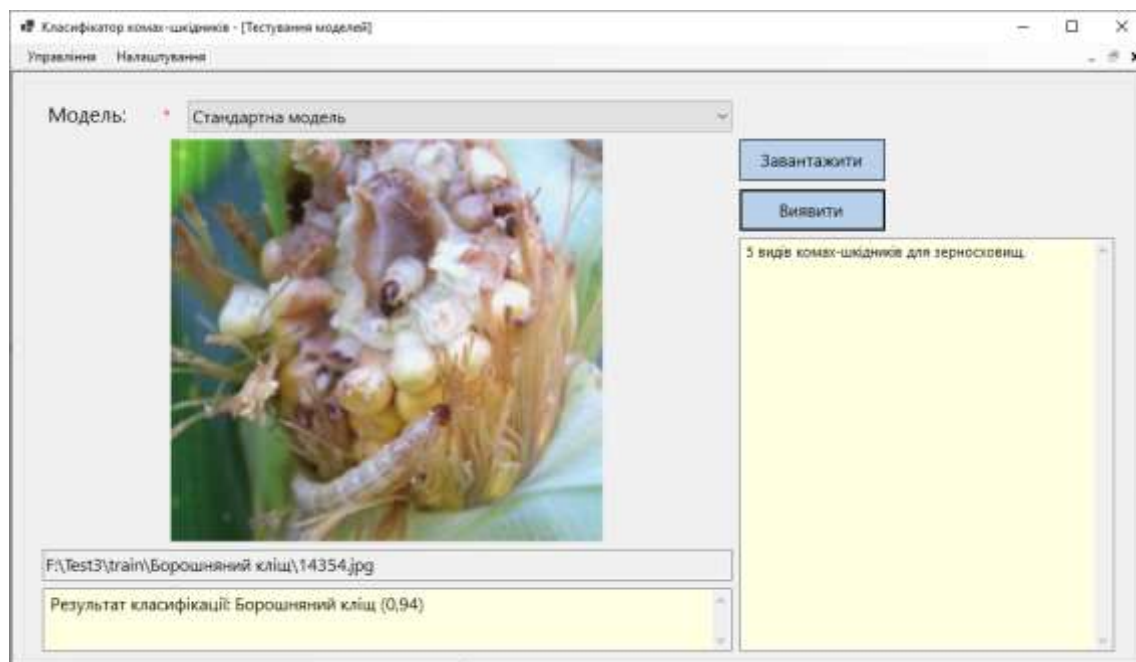 Класифікатор комах-шкідників - [Тестування моделей]
Управління Налаштування
Модель: *
Стандартна модель
Завантажити
Виявити
5 видів комах-шкідників для зерносховищ.
F:\Test3\train\Борошняний кліщ\14354.jpg
Результат класифікації: Борошняний кліщ (0,94)